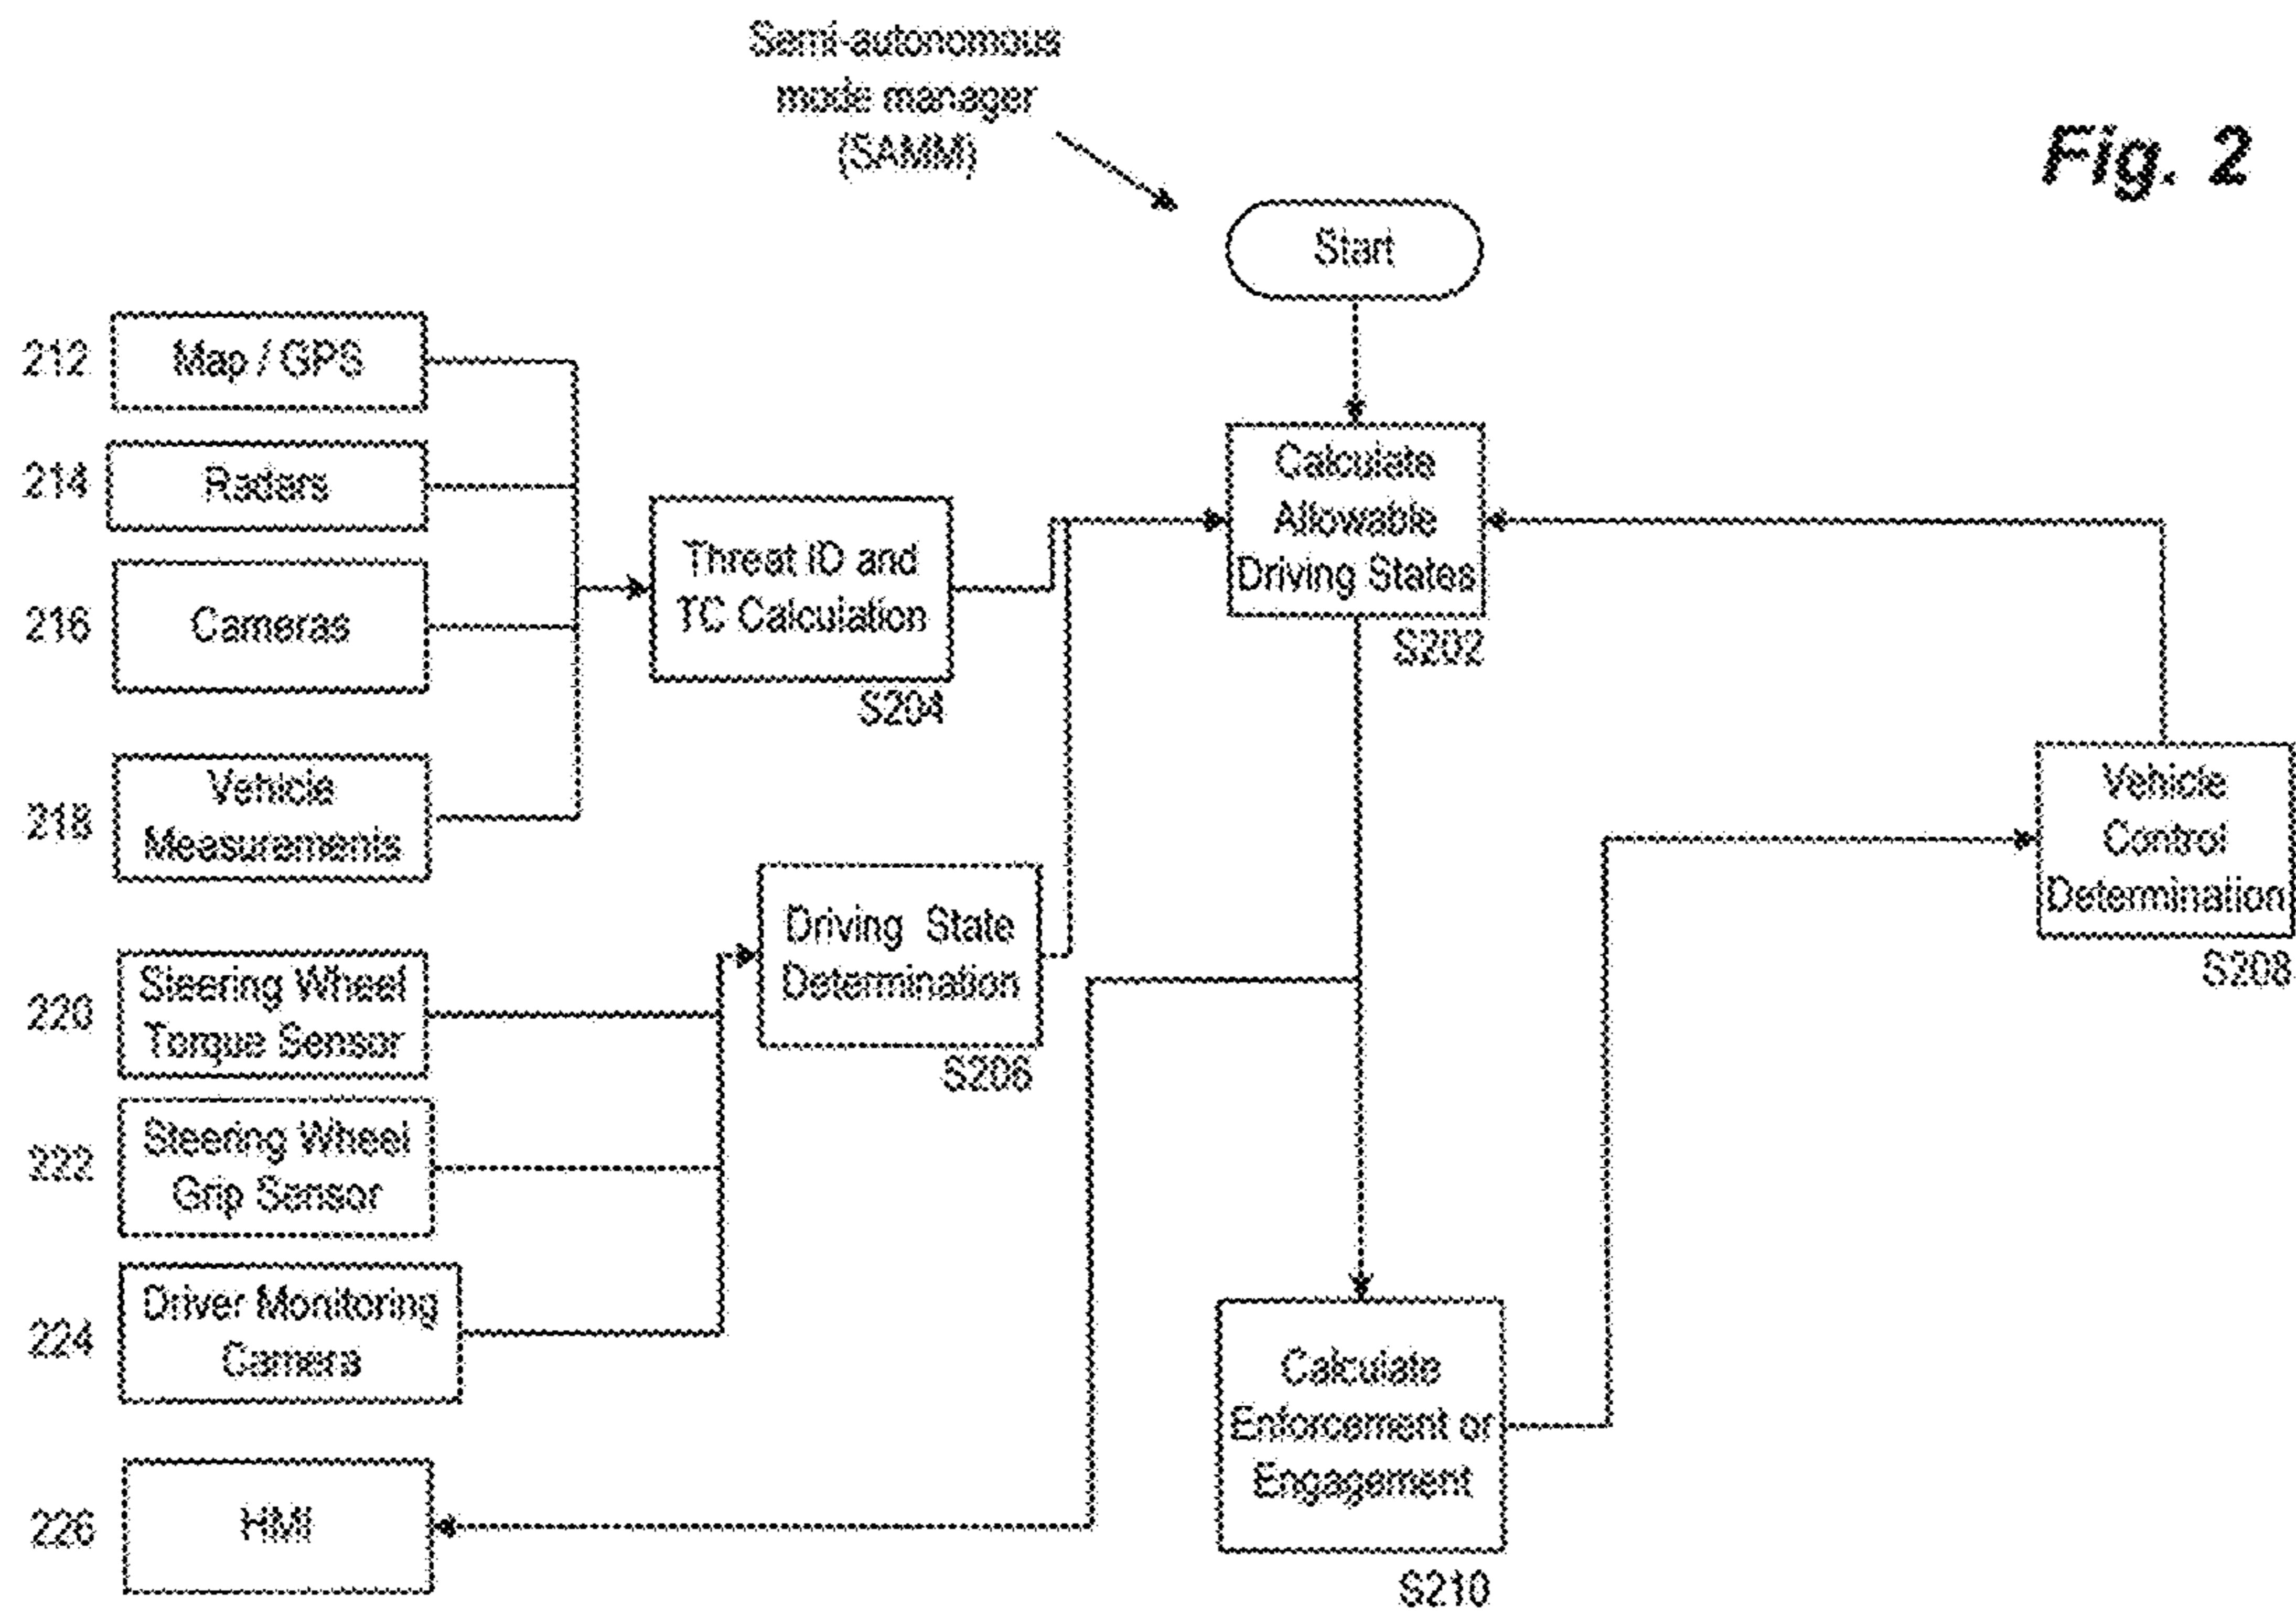 Semi-autonomous
mode manager
(SAMM)
Fig. 2
Start
212
Map / GPS
214
Radars
216
Cameras
218
Vehicle
Measurements
Threat ID and
TC Calculation
S204
Calculate
Allowable
Driving States
S202
Vehicle
Control
Determination
S208
220
Steering Wheel
Torque Sensor
Driving State
Determination
S206
222
Steering Wheel
Grip Sensor
224
Driver Monitoring
Camera
226
HMI
Calculate
Enforcement or
Engagement
S210